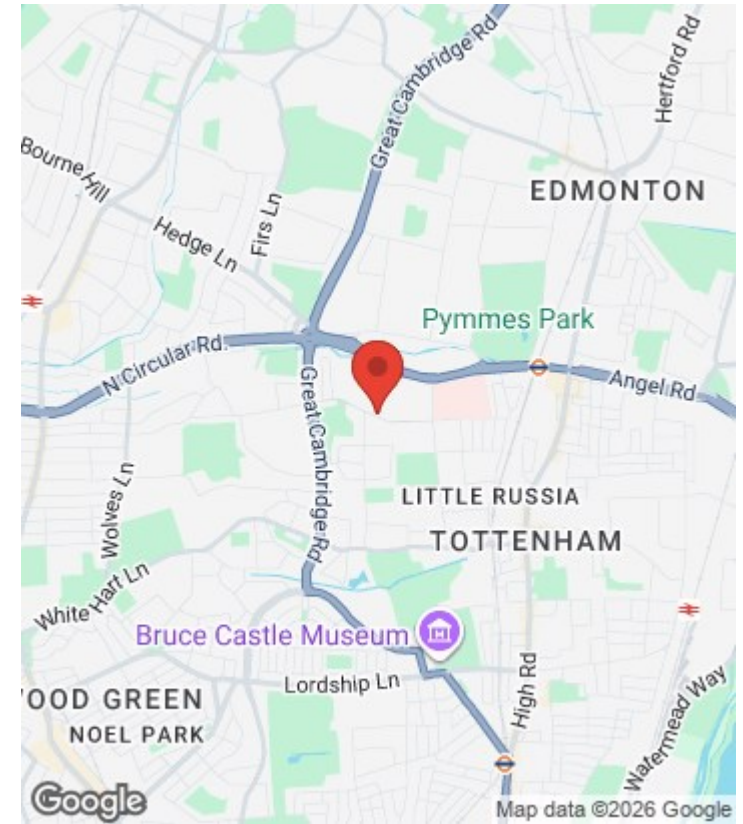 Great Cambridge Rd
Hertford Rd
Bourne Hill
Firs Ln
EDMONTON
Hedge Ln
Pymmes Park
N Circular Rd.
Angel Rd
Great Cambridge Rd
Wolves Ln
LITTLE RUSSIA
TOTTENHAM
White Hart Ln
Bruce Castle Museum
Lordship Ln
High Rd
WOOD GREEN
NOEL PARK
Watermead Way
Google
Map data ©2026 Google